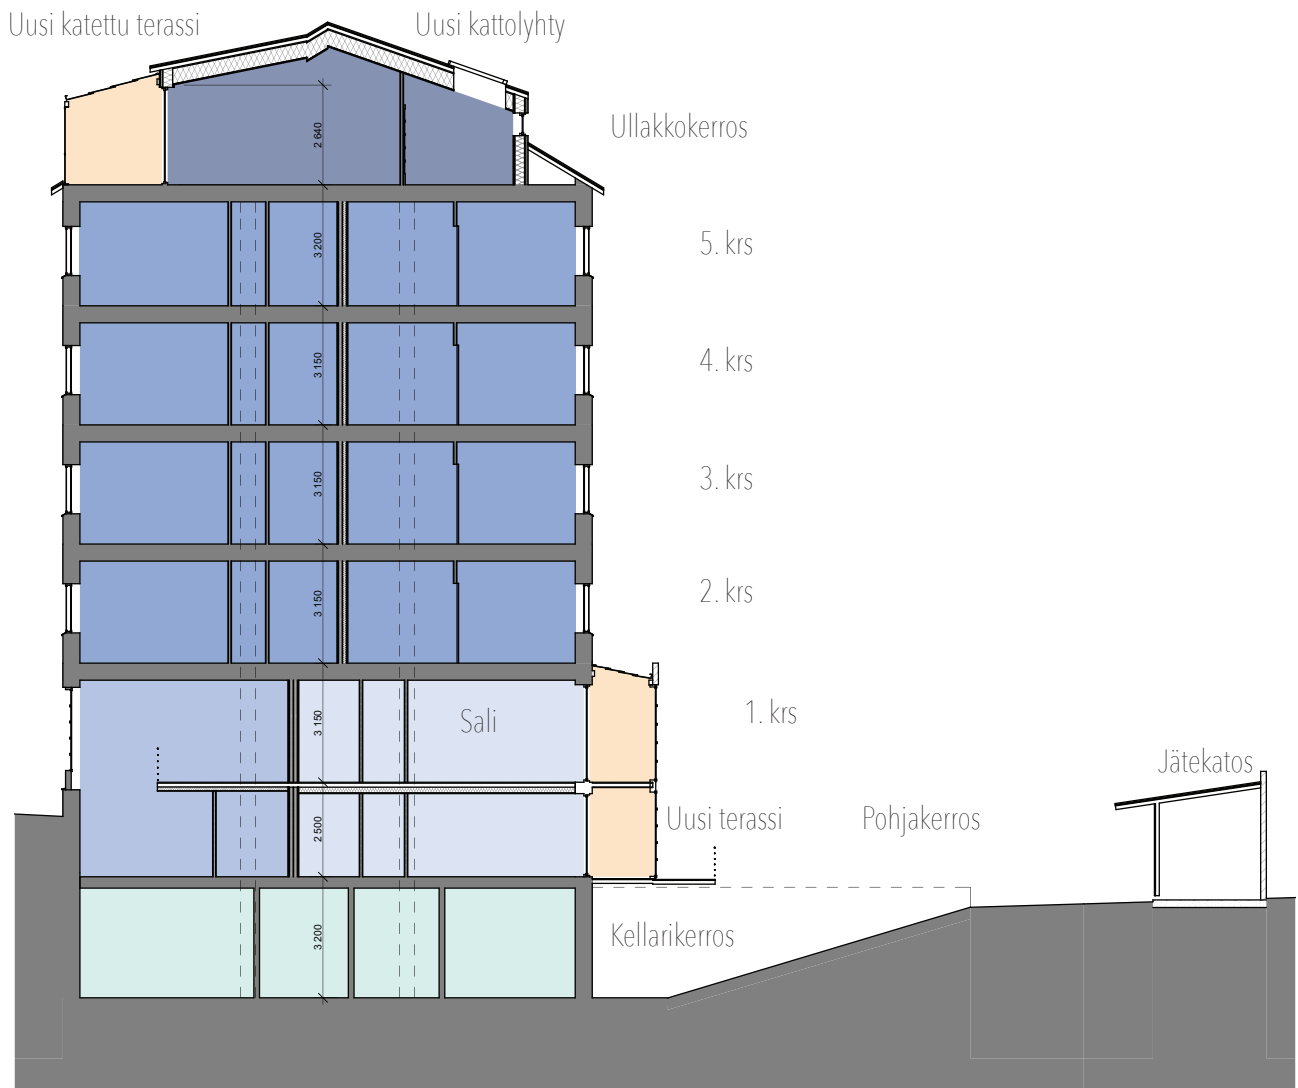 Uusi katettu terassi
Uusi kattolyhty
2 640
Ullakkokerros
3 200
5. krs
3 150
4. krs
3 150
3. krs
3 150
2. krs
3 150
Sali
1. krs
Jätekatos
2 500
Uusi terassi
Pohjakerros
3 200
Kellarikerros